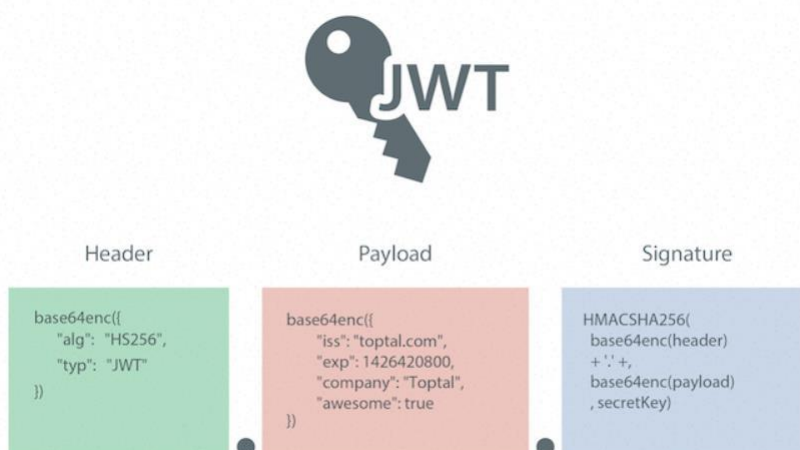 JWT
Header
Payload
Signature
base64enc({
"alg": "HS256",
"typ": "JWT"
})
base64enc({
"iss": "toptal.com",
"exp": 1426420800,
"company": "Toptal",
"awesome": true
})
HMACSHA256(
base64enc(header)
+ '.' +,
base64enc(payload)
, secretKey)